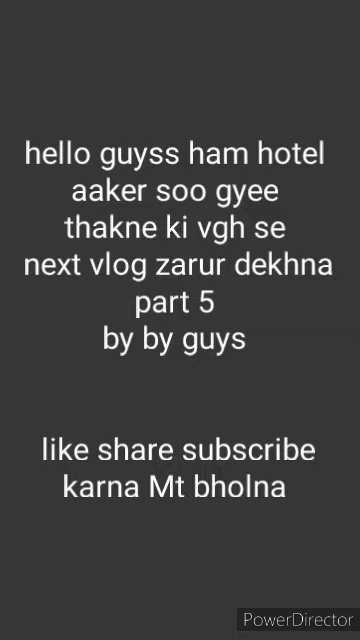 hello guyss ham hotel
aaker soo gyee
thakne ki vgh se
next vlog zarur dekhna
part 5
by by guys
like share subscribe
karna Mt bholna
PowerDirector